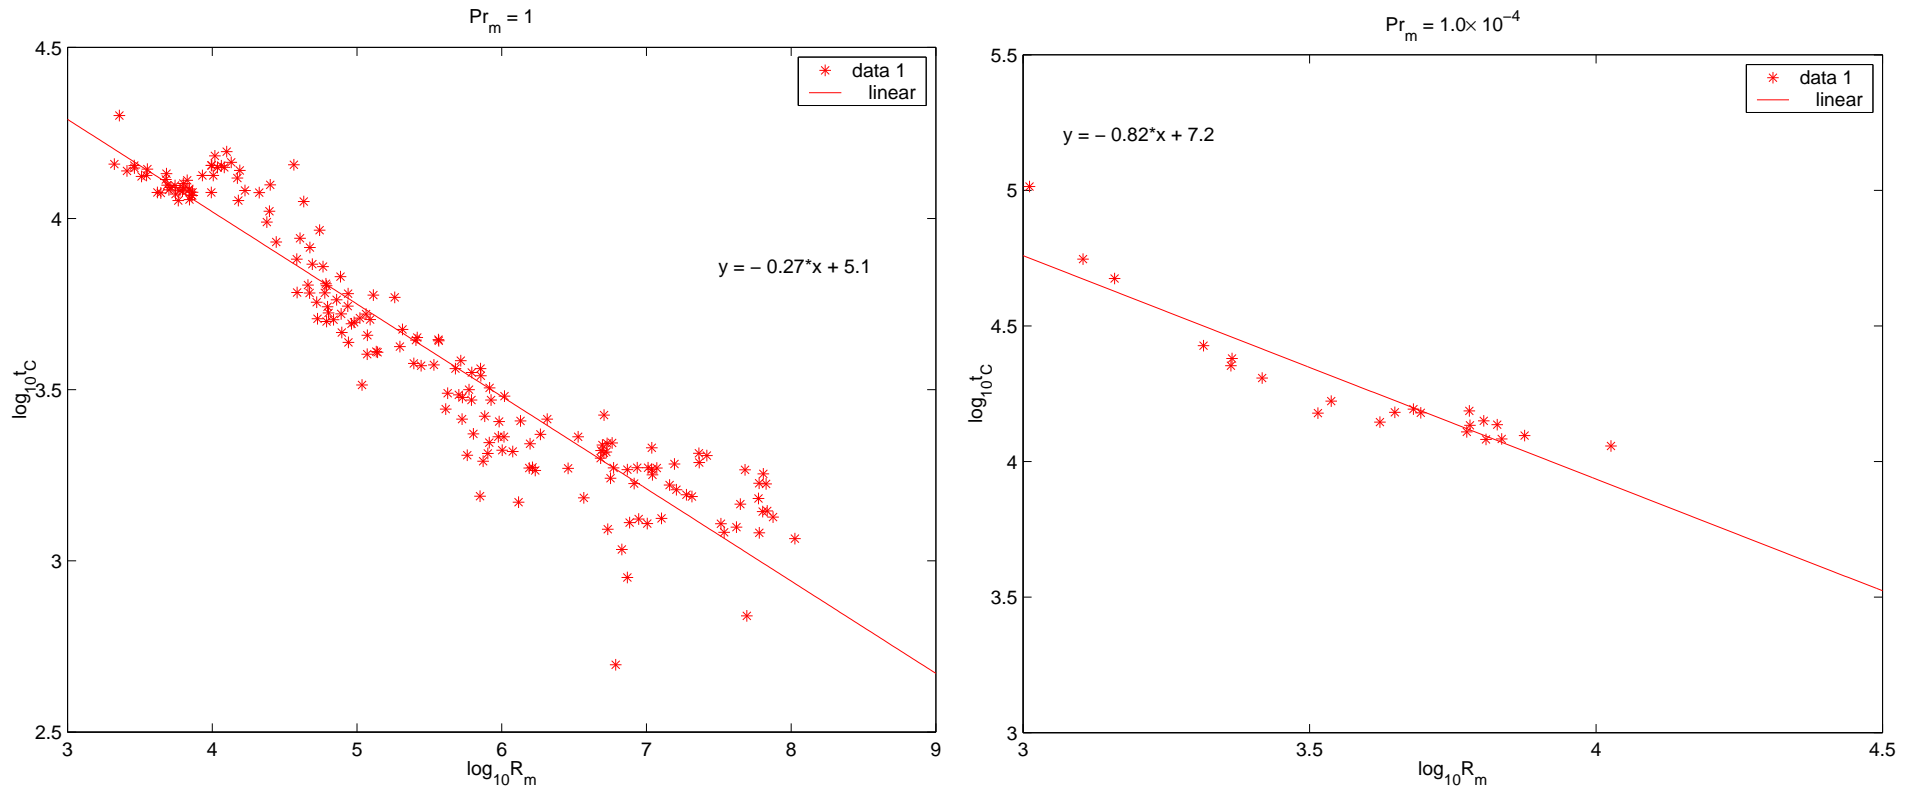 Pr_m = 1
4.5
4
3.5
3
2.5
log_10 t_C
data 1
linear
y = − 0.27*x + 5.1
3 4 5 6 7 8 9
log_10 R_m
Pr_m = 1.0× 10^−4
5.5
5
4.5
4
3.5
3
log_10 t_C
data 1
linear
y = − 0.82*x + 7.2
3 3.5 4 4.5
log_10 R_m